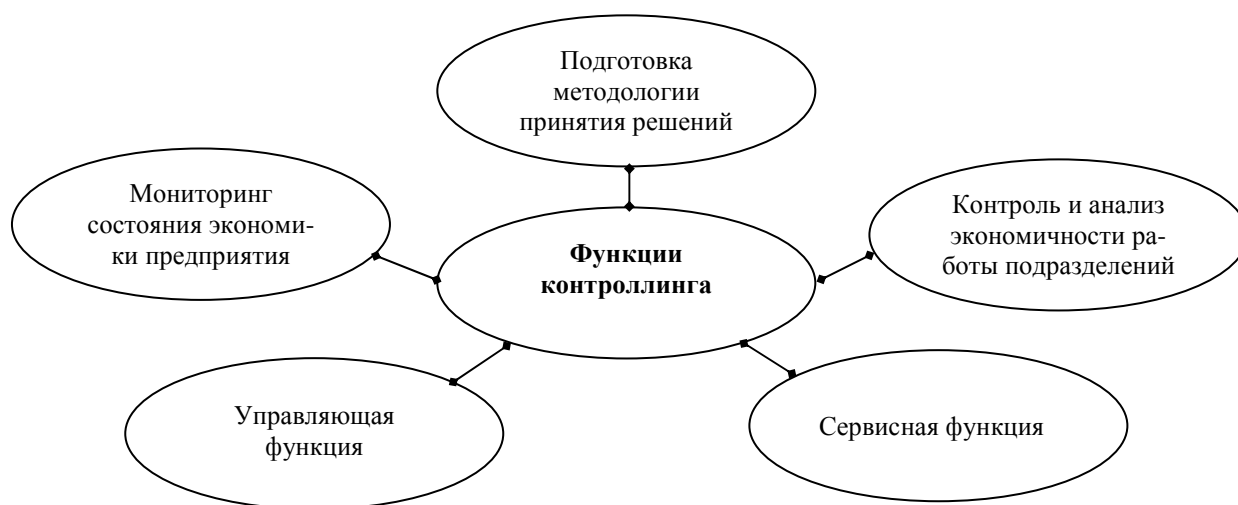 Подготовка
методологии
принятия решений
Мониторинг
состояния экономи-
ки предприятия
Функции
контроллинга
Контроль и анализ
экономичности ра-
боты подразделений
Управляющая
функция
Сервисная функция